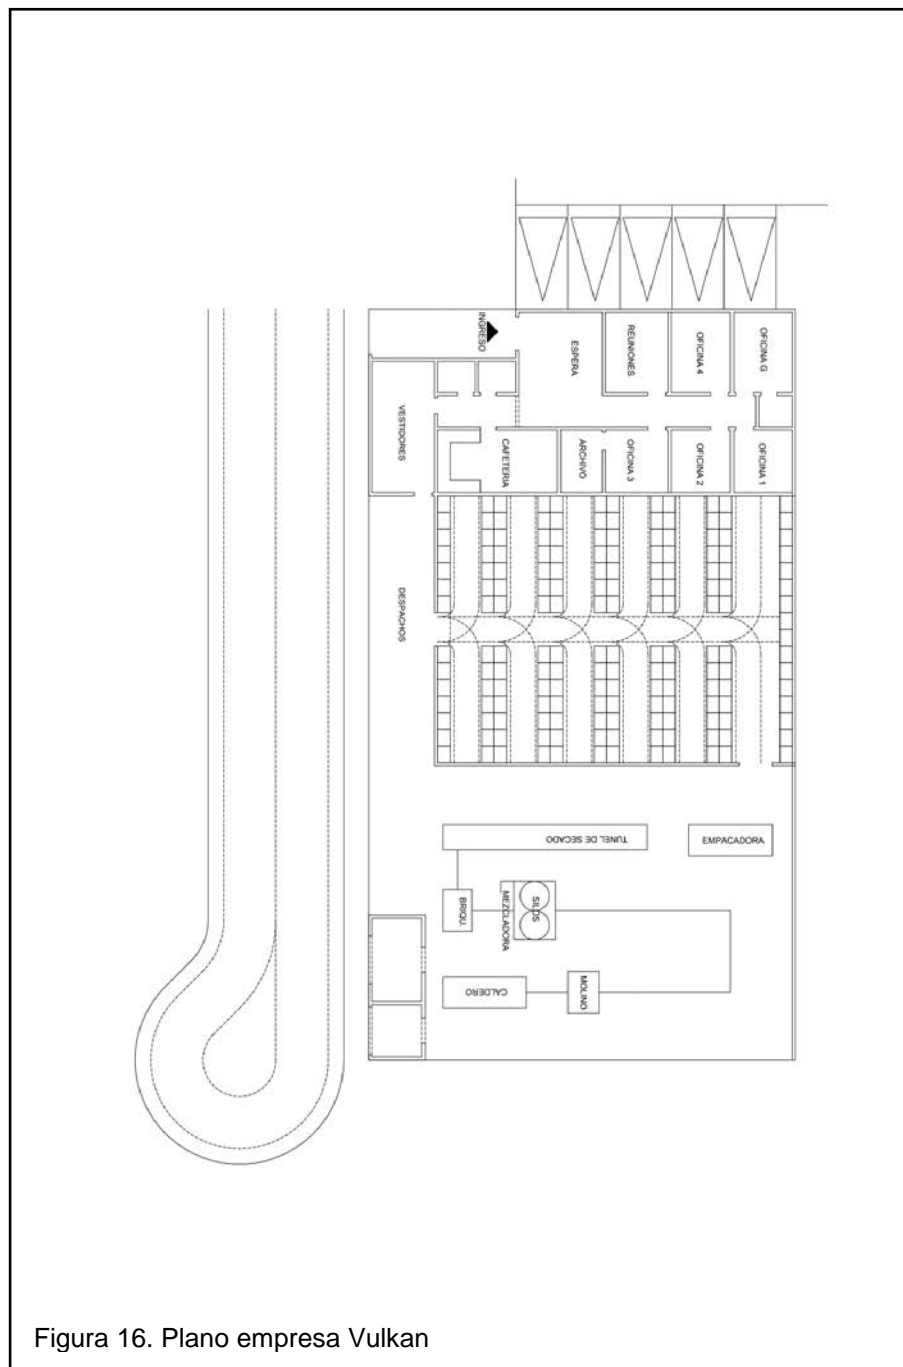 INGRESO
ESPERA
REUNIONES
OFICINA 4
OFICINA G
VESTIDORES
CAFETERIA
ARCHIVO
OFICINA 3
OFICINA 2
OFICINA 1
DESPACHOS
TUNEL DE SECADO
EMPACADORA
BRIQU.
MEZCLADORA
SILOS
CALDERO
MOLINO
Figura 16. Plano empresa Vulkan